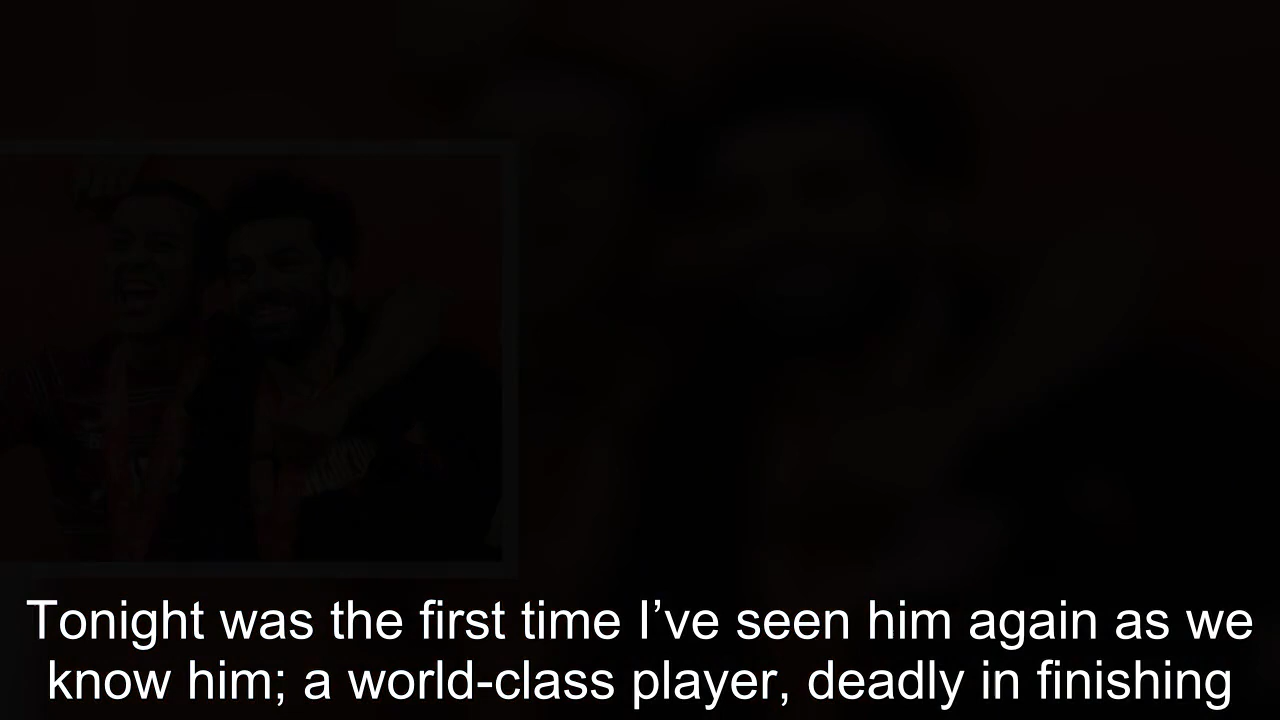 Tonight was the first time I’ve seen him again as we
know him; a world-class player, deadly in finishing